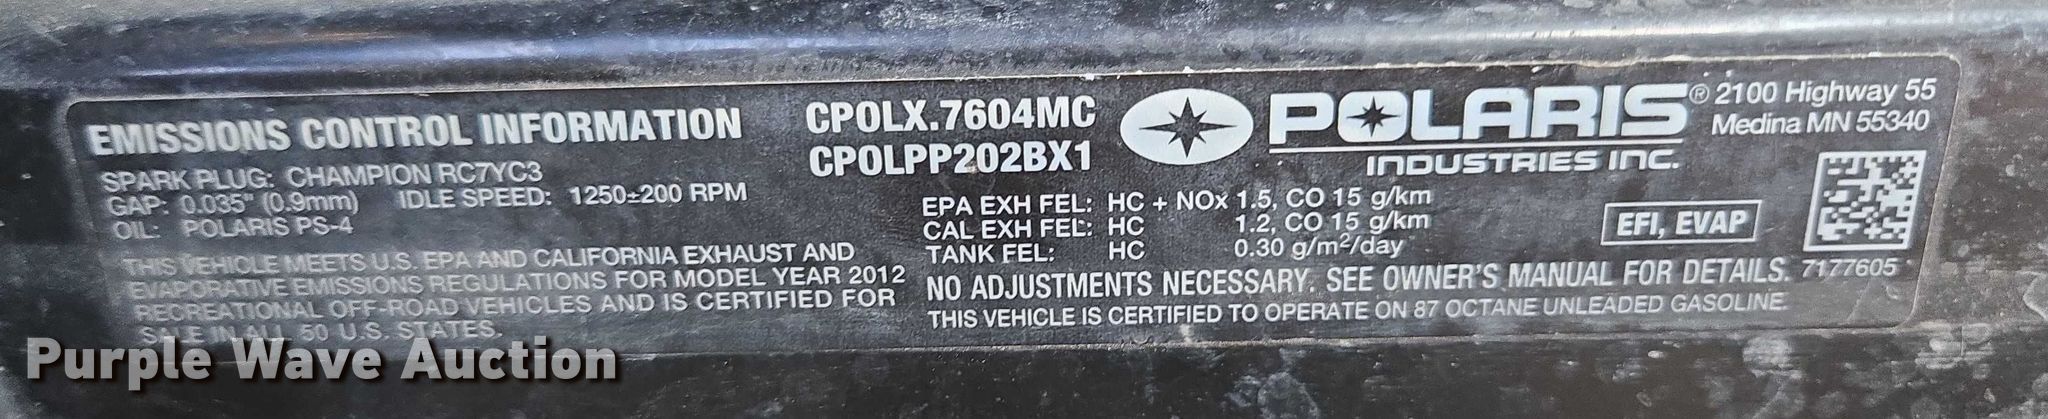 EMISSIONS CONTROL INFORMATION
SPARK PLUG: CHAMPION RC7YC3
GAP: 0.035" (0.9mm) IDLE SPEED: 1250±200 RPM
OIL: POLARIS PS-4
THIS VEHICLE MEETS U.S. EPA AND CALIFORNIA EXHAUST AND
EVAPORATIVE EMISSIONS REGULATIONS FOR MODEL YEAR 2012
RECREATIONAL OFF-ROAD VEHICLES AND IS CERTIFIED FOR
SALE IN ALL 50 U.S. STATES.
CPOLX.7604MC
CPOLPP202BX1
POLARIS®
INDUSTRIES INC.
2100 Highway 55
Medina MN 55340
EPA EXH FEL: HC + NOx 1.5, CO 15 g/km
CAL EXH FEL: HC 1.2, CO 15 g/km
TANK FEL: HC 0.30 g/m²/day
EFI, EVAP
NO ADJUSTMENTS NECESSARY. SEE OWNER'S MANUAL FOR DETAILS. 7177605
THIS VEHICLE IS CERTIFIED TO OPERATE ON 87 OCTANE UNLEADED GASOLINE.
Purple Wave Auction